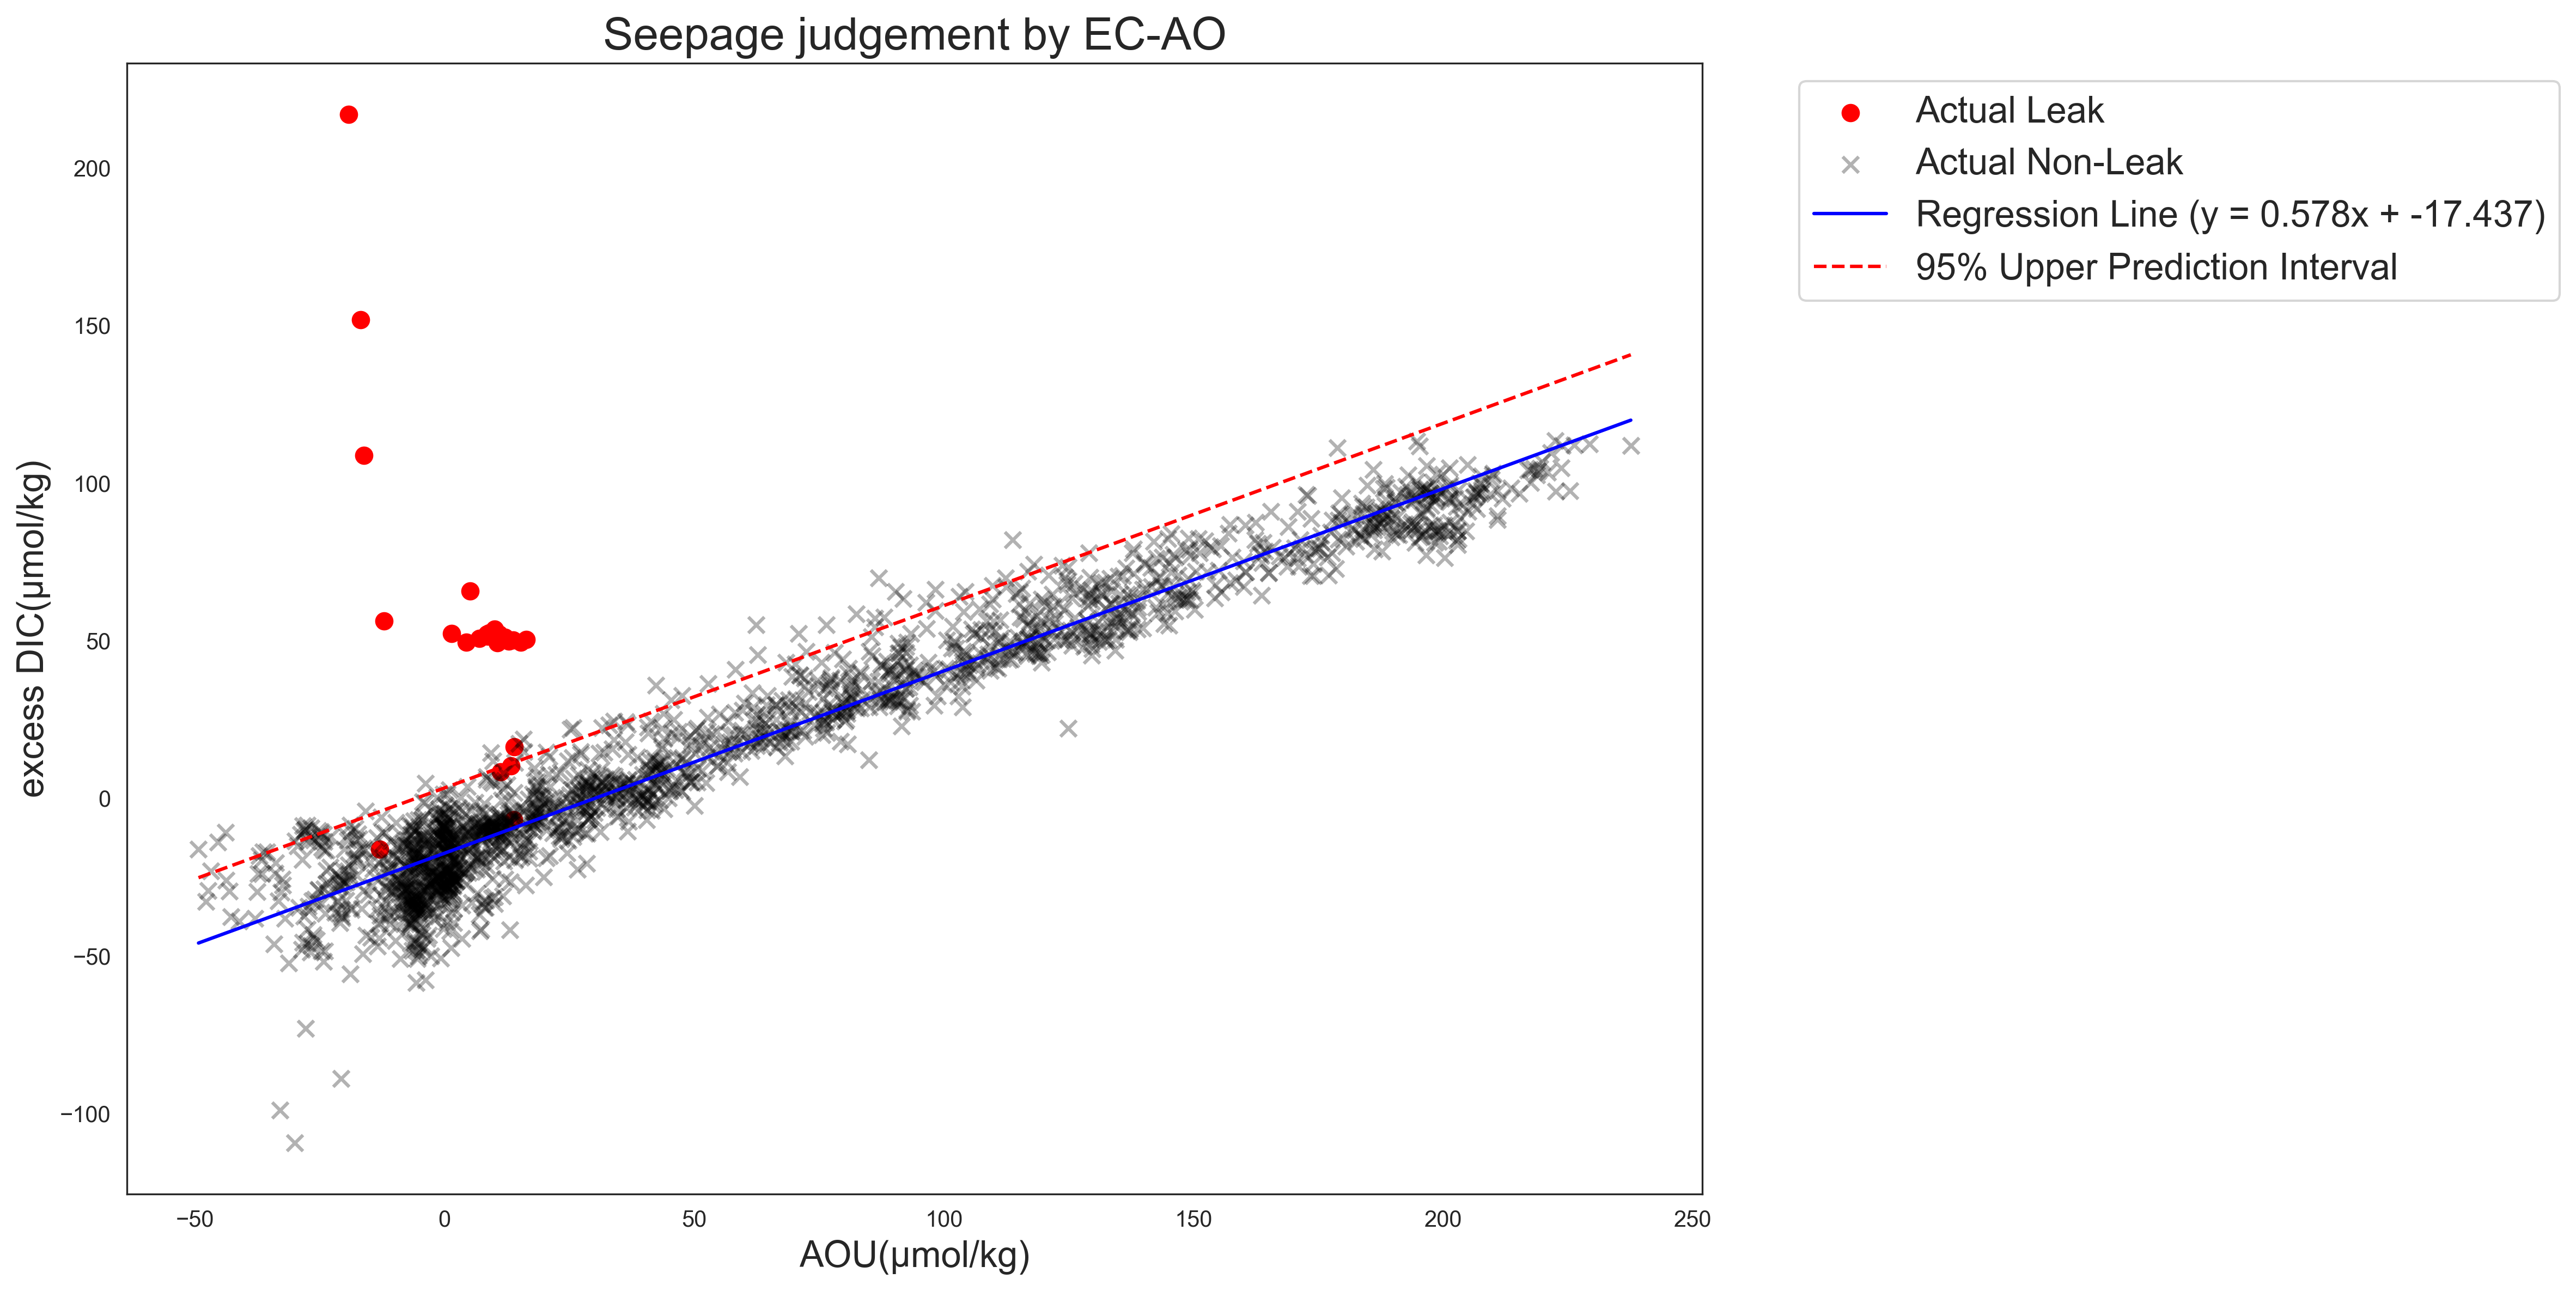 Seepage judgement by EC-AO
Actual Leak
Actual Non-Leak
Regression Line (y = 0.578x + -17.437)
95% Upper Prediction Interval
excess DIC(μmol/kg)
200
150
100
50
0
−50
−100
−50
0
50
100
150
200
250
AOU(μmol/kg)